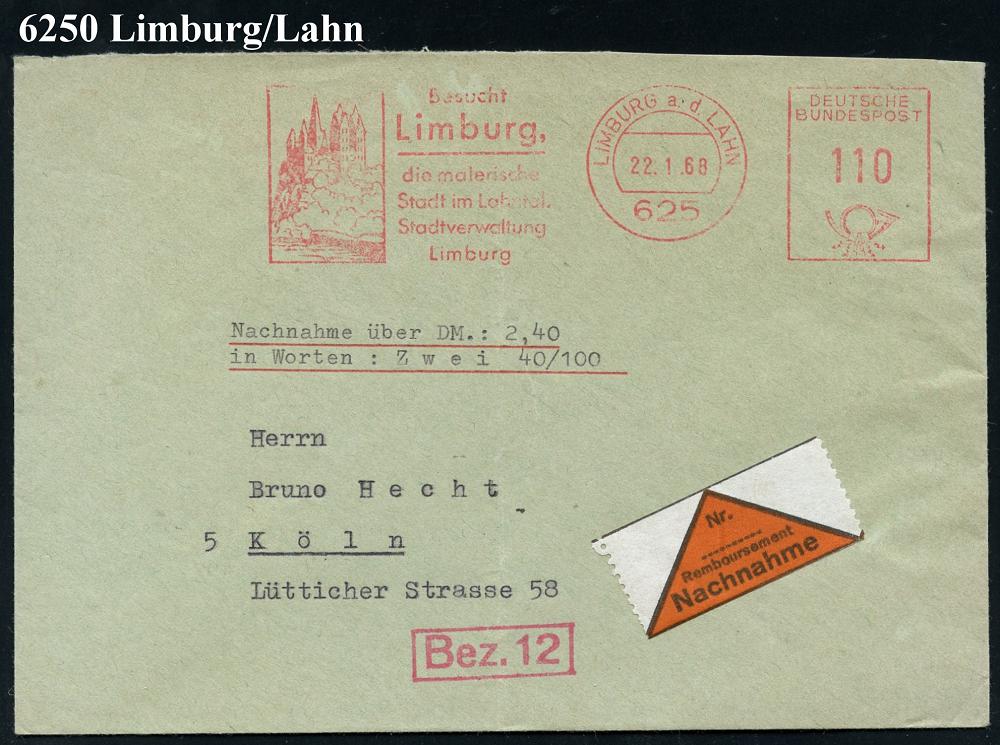 6250 Limburg/Lahn
Besucht
Limburg,
die malerische
Stadt im Lahntal.
Stadtverwaltung
Limburg
LIMBURG a. d. LAHN
22.1.68
625
DEUTSCHE
BUNDESPOST
110
Nachnahme über DM.: 2,40
in Worten : Z w e i 40/100
Herrn
Bruno H e c h t
5 K ö l n
Lütticher Strasse 58
Nr.
Remboursement
Nachnahme
Bez. 12